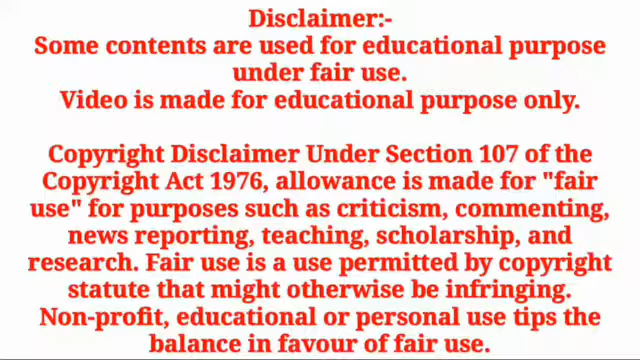 Disclaimer:-
Some contents are used for educational purpose
under fair use.
Video is made for educational purpose only.
Copyright Disclaimer Under Section 107 of the
Copyright Act 1976, allowance is made for "fair
use" for purposes such as criticism, commenting,
news reporting, teaching, scholarship, and
research. Fair use is a use permitted by copyright
statute that might otherwise be infringing.
Non-profit, educational or personal use tips the
balance in favour of fair use.